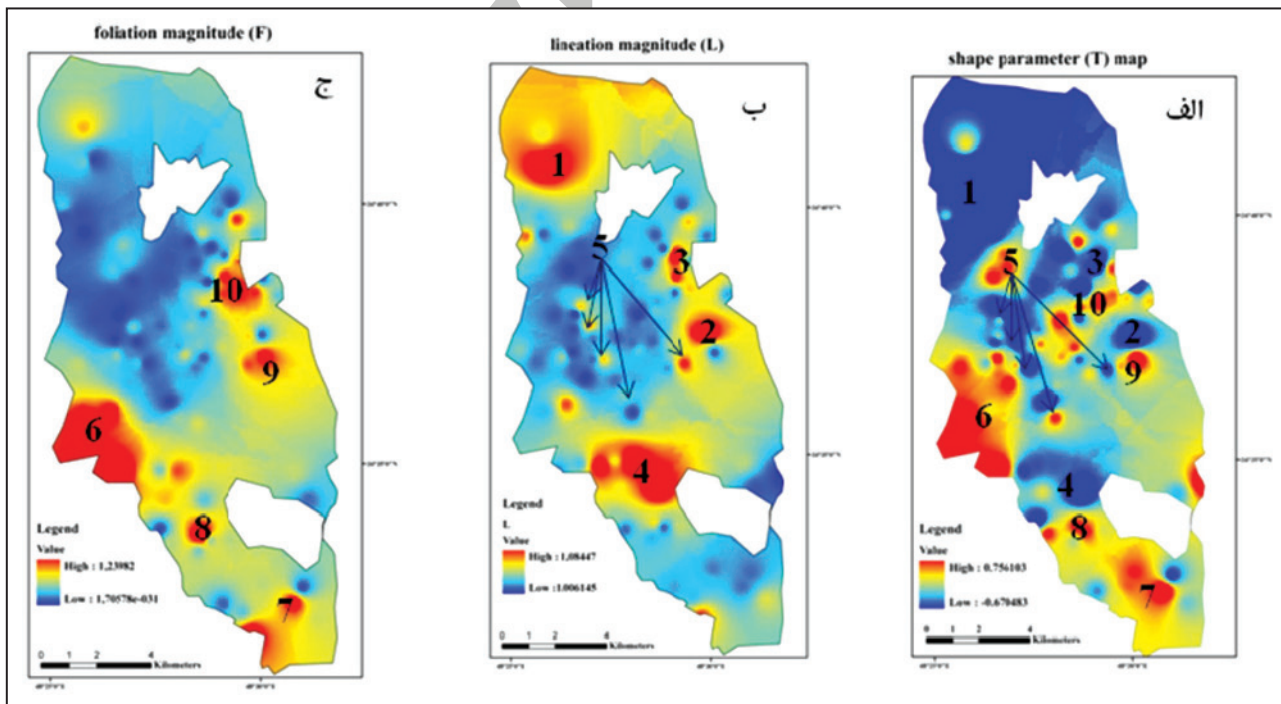 foliation magnitude (F)
ج
10
9
6
8
7
Legend
Value
High : 1,23982
Low : 1,70578e-031
0 1 2 4
Kilometers
lineation magnitude (L)
ب
1
5
3
2
4
Legend
L
Value
High : 1,08447
Low : 1.006145
0 1 2 4
Kilometers
shape parameter (T) map
الف
1
5
3
10
2
9
6
4
8
7
Legend
Value
High : 0.756103
Low : -0.670483
0 1 2 4
Kilometers